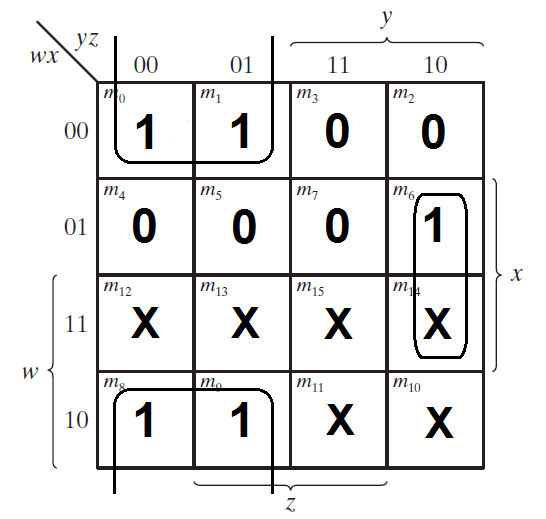 y
yz
wx
00 01 11 10
m0 m1 m3 m2
00 1 1 0 0
m4 m5 m7 m6
01 0 0 0 1
x
m12 m13 m15 m14
11 X X X X
w
m8 m9 m11 m10
10 1 1 X X
z